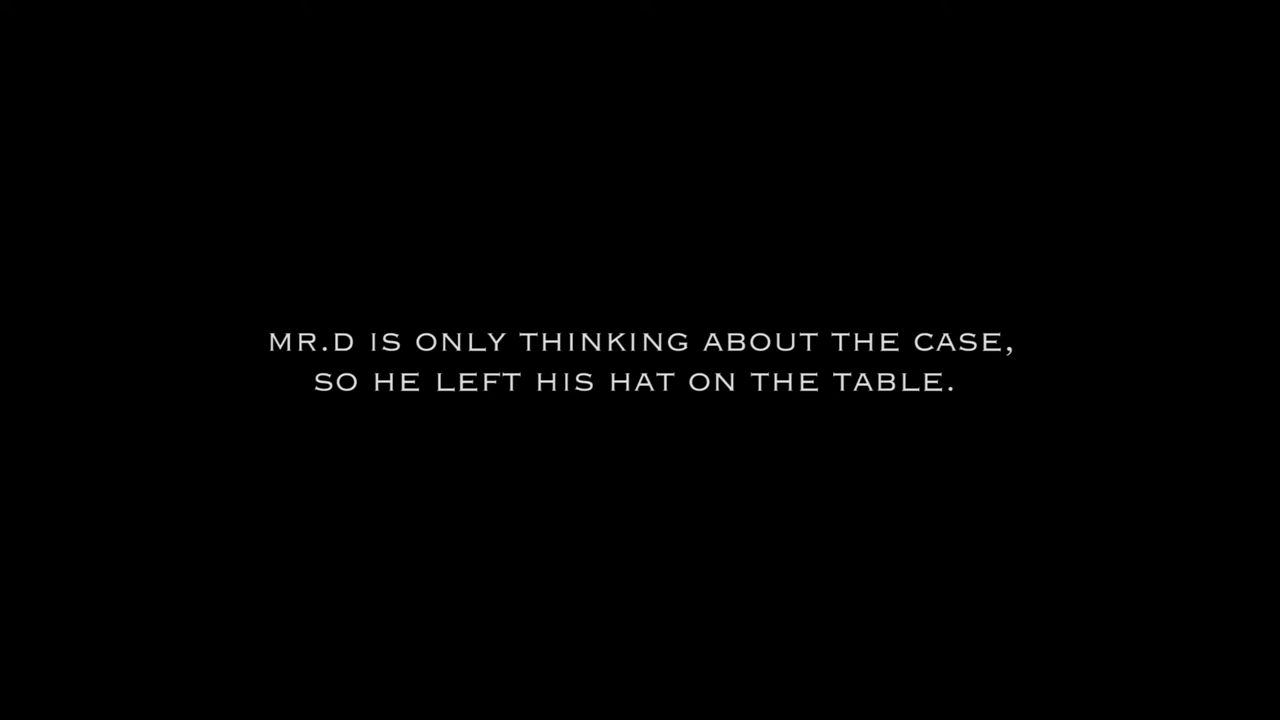 MR.D IS ONLY THINKING ABOUT THE CASE,
SO HE LEFT HIS HAT ON THE TABLE.